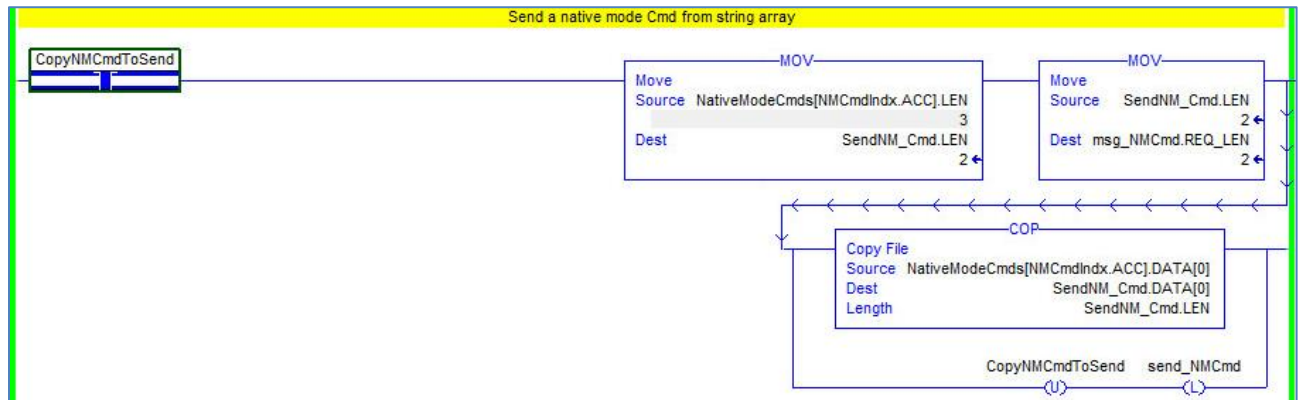 Send a native mode Cmd from string array
CopyNMCmdToSend
MOV
Move
Source NativeModeCmds[NMCmdIndx.ACC].LEN
3
Dest SendNM_Cmd.LEN
2
MOV
Move
Source SendNM_Cmd.LEN
2
Dest msg_NMCmd.REQ_LEN
2
COP
Copy File
Source NativeModeCmds[NMCmdIndx.ACC].DATA[0]
Dest SendNM_Cmd.DATA[0]
Length SendNM_Cmd.LEN
CopyNMCmdToSend send_NMCmd
U L